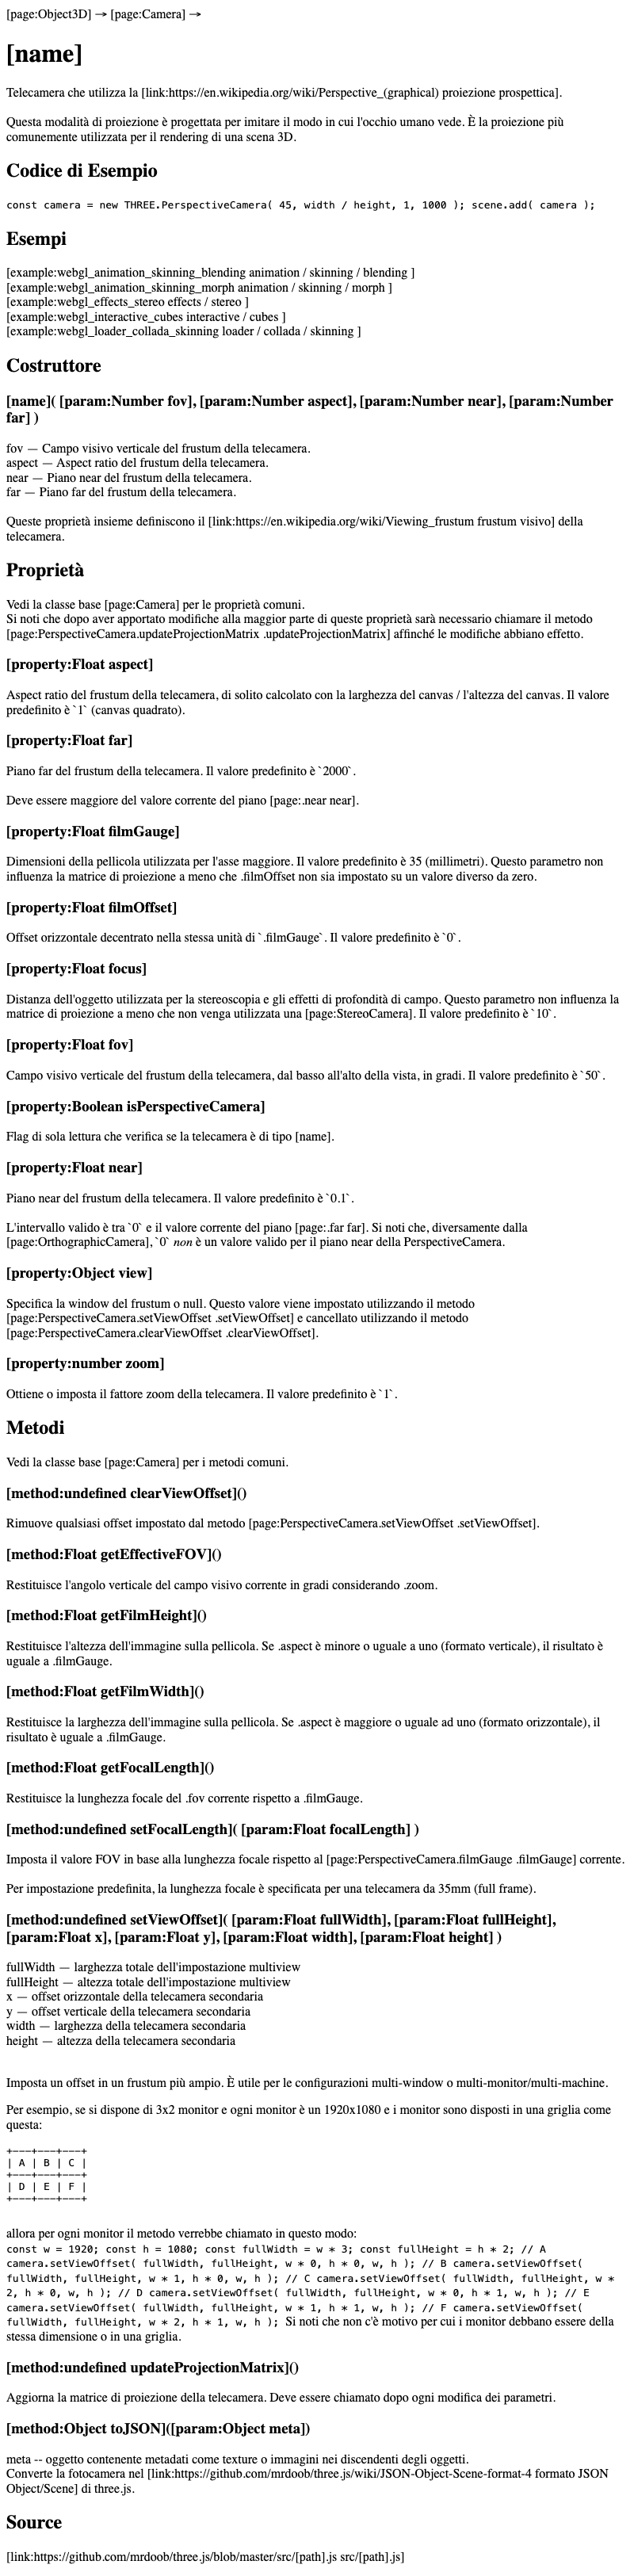 [page:Object3D] → [page:Camera] →
[name]
Telecamera che utilizza la [link:https://en.wikipedia.org/wiki/Perspective_(graphical) proiezione prospettica].
Questa modalità di proiezione è progettata per imitare il modo in cui l'occhio umano vede. È la proiezione più
comunemente utilizzata per il rendering di una scena 3D.
Codice di Esempio
const camera = new THREE.PerspectiveCamera( 45, width / height, 1, 1000 ); scene.add( camera );
Esempi
[example:webgl_animation_skinning_blending animation / skinning / blending ]
[example:webgl_animation_skinning_morph animation / skinning / morph ]
[example:webgl_effects_stereo effects / stereo ]
[example:webgl_interactive_cubes interactive / cubes ]
[example:webgl_loader_collada_skinning loader / collada / skinning ]
Costruttore
[name]( [param:Number fov], [param:Number aspect], [param:Number near], [param:Number
far] )
fov — Campo visivo verticale del frustum della telecamera.
aspect — Aspect ratio del frustum della telecamera.
near — Piano near del frustum della telecamera.
far — Piano far del frustum della telecamera.
Queste proprietà insieme definiscono il [link:https://en.wikipedia.org/wiki/Viewing_frustum frustum visivo] della
telecamera.
Proprietà
Vedi la classe base [page:Camera] per le proprietà comuni.
Si noti che dopo aver apportato modifiche alla maggior parte di queste proprietà sarà necessario chiamare il metodo
[page:PerspectiveCamera.updateProjectionMatrix .updateProjectionMatrix] affinché le modifiche abbiano effetto.
[property:Float aspect]
Aspect ratio del frustum della telecamera, di solito calcolato con la larghezza del canvas / l'altezza del canvas. Il valore
predefinito è `1` (canvas quadrato).
[property:Float far]
Piano far del frustum della telecamera. Il valore predefinito è `2000`.
Deve essere maggiore del valore corrente del piano [page:.near near].
[property:Float filmGauge]
Dimensioni della pellicola utilizzata per l'asse maggiore. Il valore predefinito è 35 (millimetri). Questo parametro non
influenza la matrice di proiezione a meno che .filmOffset non sia impostato su un valore diverso da zero.
[property:Float filmOffset]
Offset orizzontale decentrato nella stessa unità di `.filmGauge`. Il valore predefinito è `0`.
[property:Float focus]
Distanza dell'oggetto utilizzata per la stereoscopia e gli effetti di profondità di campo. Questo parametro non influenza la
matrice di proiezione a meno che non venga utilizzata una [page:StereoCamera]. Il valore predefinito è `10`.
[property:Float fov]
Campo visivo verticale del frustum della telecamera, dal basso all'alto della vista, in gradi. Il valore predefinito è `50`.
[property:Boolean isPerspectiveCamera]
Flag di sola lettura che verifica se la telecamera è di tipo [name].
[property:Float near]
Piano near del frustum della telecamera. Il valore predefinito è `0.1`.
L'intervallo valido è tra `0` e il valore corrente del piano [page:.far far]. Si noti che, diversamente dalla
[page:OrthographicCamera], `0` non è un valore valido per il piano near della PerspectiveCamera.
[property:Object view]
Specifica la window del frustum o null. Questo valore viene impostato utilizzando il metodo
[page:PerspectiveCamera.setViewOffset .setViewOffset] e cancellato utilizzando il metodo
[page:PerspectiveCamera.clearViewOffset .clearViewOffset].
[property:number zoom]
Ottiene o imposta il fattore zoom della telecamera. Il valore predefinito è `1`.
Metodi
Vedi la classe base [page:Camera] per i metodi comuni.
[method:undefined clearViewOffset]()
Rimuove qualsiasi offset impostato dal metodo [page:PerspectiveCamera.setViewOffset .setViewOffset].
[method:Float getEffectiveFOV]()
Restituisce l'angolo verticale del campo visivo corrente in gradi considerando .zoom.
[method:Float getFilmHeight]()
Restituisce l'altezza dell'immagine sulla pellicola. Se .aspect è minore o uguale a uno (formato verticale), il risultato è
uguale a .filmGauge.
[method:Float getFilmWidth]()
Restituisce la larghezza dell'immagine sulla pellicola. Se .aspect è maggiore o uguale ad uno (formato orizzontale), il
risultato è uguale a .filmGauge.
[method:Float getFocalLength]()
Restituisce la lunghezza focale del .fov corrente rispetto a .filmGauge.
[method:undefined setFocalLength]( [param:Float focalLength] )
Imposta il valore FOV in base alla lunghezza focale rispetto al [page:PerspectiveCamera.filmGauge .filmGauge] corrente.
Per impostazione predefinita, la lunghezza focale è specificata per una telecamera da 35mm (full frame).
[method:undefined setViewOffset]( [param:Float fullWidth], [param:Float fullHeight],
[param:Float x], [param:Float y], [param:Float width], [param:Float height] )
fullWidth — larghezza totale dell'impostazione multiview
fullHeight — altezza totale dell'impostazione multiview
x — offset orizzontale della telecamera secondaria
y — offset verticale della telecamera secondaria
width — larghezza della telecamera secondaria
height — altezza della telecamera secondaria
Imposta un offset in un frustum più ampio. È utile per le configurazioni multi-window o multi-monitor/multi-machine.
Per esempio, se si dispone di 3x2 monitor e ogni monitor è un 1920x1080 e i monitor sono disposti in una griglia come
questa:
+---+---+---+
| A | B | C |
+---+---+---+
| D | E | F |
+---+---+---+
allora per ogni monitor il metodo verrebbe chiamato in questo modo:
const w = 1920; const h = 1080; const fullWidth = w * 3; const fullHeight = h * 2; // A
camera.setViewOffset( fullWidth, fullHeight, w * 0, h * 0, w, h ); // B camera.setViewOffset(
fullWidth, fullHeight, w * 1, h * 0, w, h ); // C camera.setViewOffset( fullWidth, fullHeight, w *
2, h * 0, w, h ); // D camera.setViewOffset( fullWidth, fullHeight, w * 0, h * 1, w, h ); // E
camera.setViewOffset( fullWidth, fullHeight, w * 1, h * 1, w, h ); // F camera.setViewOffset(
fullWidth, fullHeight, w * 2, h * 1, w, h ); Si noti che non c'è motivo per cui i monitor debbano essere della
stessa dimensione o in una griglia.
[method:undefined updateProjectionMatrix]()
Aggiorna la matrice di proiezione della telecamera. Deve essere chiamato dopo ogni modifica dei parametri.
[method:Object toJSON]([param:Object meta])
meta -- oggetto contenente metadati come texture o immagini nei discendenti degli oggetti.
Converte la fotocamera nel [link:https://github.com/mrdoob/three.js/wiki/JSON-Object-Scene-format-4 formato JSON
Object/Scene] di three.js.
Source
[link:https://github.com/mrdoob/three.js/blob/master/src/[path].js src/[path].js]